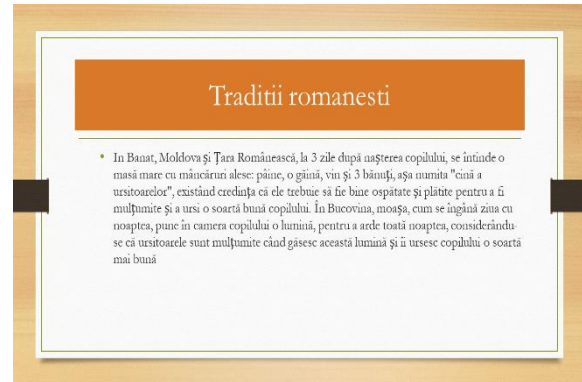 Traditii romanesti
• In Banat, Moldova și Țara Românească, la 3 zile după nașterea copilului, se întinde o
masă mare cu mâncăruri alese: pâine, o găină, vin și 3 bănuți, așa numita "cină a
ursitoarelor", existând credința că ele trebuie să fie bine ospătate și plătite pentru a fi
mulțumite și a ursi o soartă bună copilului. În Bucovina, moașa, cum se îngână ziua cu
noaptea, pune în camera copilului o lumină, pentru a arde toată noaptea, considerându-
se că ursitoarele sunt mulțumite când găsesc această lumină și îi ursesc copilului o soartă
mai bună